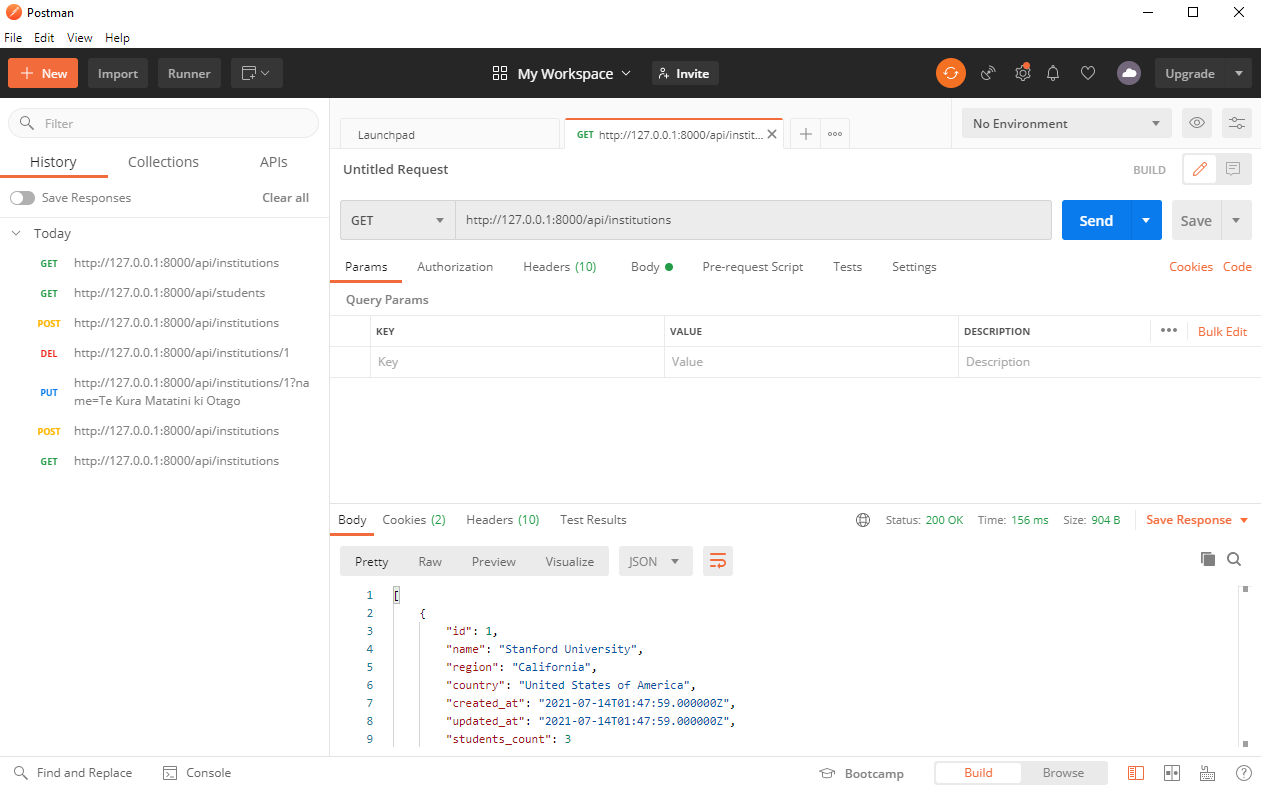 Postman
File Edit View Help
New Import Runner My Workspace Invite Upgrade
Filter
History Collections APIs
Save Responses Clear all
Today
GET http://127.0.0.1:8000/api/institutions
GET http://127.0.0.1:8000/api/students
POST http://127.0.0.1:8000/api/institutions
DEL http://127.0.0.1:8000/api/institutions/1
PUT http://127.0.0.1:8000/api/institutions/1?na
me=Te Kura Matatini ki Otago
POST http://127.0.0.1:8000/api/institutions
GET http://127.0.0.1:8000/api/institutions
Launchpad GET http://127.0.0.1:8000/api/instit... No Environment
Untitled Request BUILD
GET http://127.0.0.1:8000/api/institutions Send Save
Params Authorization Headers (10) Body Pre-request Script Tests Settings Cookies Code
Query Params
KEY VALUE DESCRIPTION ••• Bulk Edit
Key Value Description
Body Cookies (2) Headers (10) Test Results Status: 200 OK Time: 156 ms Size: 904 B Save Response
Pretty Raw Preview Visualize JSON
1 [
2 {
3 "id": 1,
4 "name": "Stanford University",
5 "region": "California",
6 "country": "United States of America",
7 "created_at": "2021-07-14T01:47:59.000000Z",
8 "updated_at": "2021-07-14T01:47:59.000000Z",
9 "students_count": 3
Find and Replace Console Bootcamp Build Browse